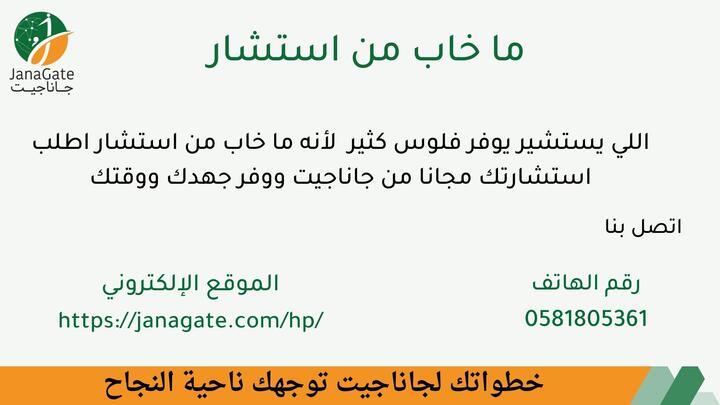 JanaGate
جاناجيت
ما خاب من استشار
اللي يستشير يوفر فلوس كثير لأنه ما خاب من استشار اطلب
استشارتك مجانا من جاناجيت ووفر جهدك ووقتك
اتصل بنا
رقم الهاتف
0581805361
الموقع الإلكتروني
https://janagate.com/hp/
خطواتك لجاناجيت توجهك ناحية النجاح